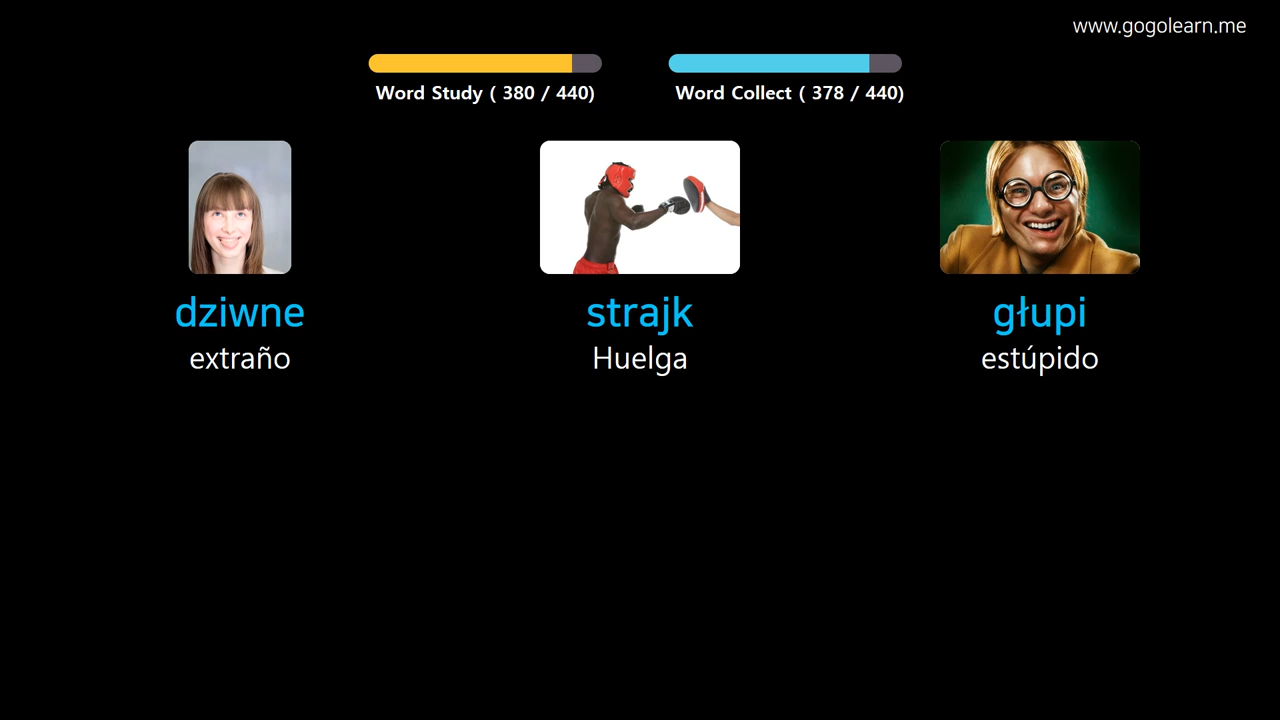 www.gogolearn.me
Word Study ( 380 / 440)
Word Collect ( 378 / 440)
dziwne
extraño
strajk
Huelga
głupi
estúpido